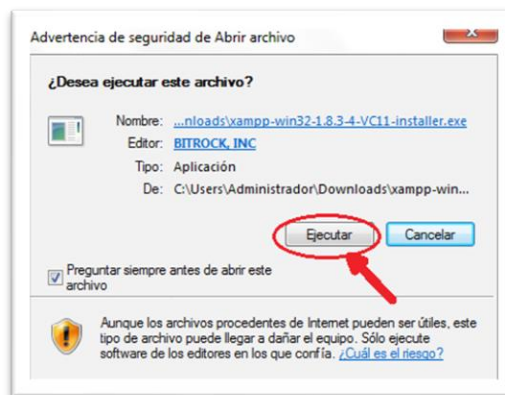 Advertencia de seguridad de Abrir archivo
¿Desea ejecutar este archivo?
Nombre: ...nloads\xampp-win32-1.8.3-4-VC11-installer.exe
Editor: BITROCK, INC
Tipo: Aplicación
De: C:\Users\Administrador\Downloads\xampp-win...
Ejecutar Cancelar
Preguntar siempre antes de abrir este
archivo
Aunque los archivos procedentes de Internet pueden ser útiles, este
tipo de archivo puede llegar a dañar el equipo. Sólo ejecute
software de los editores en los que confía. ¿Cuál es el riesgo?